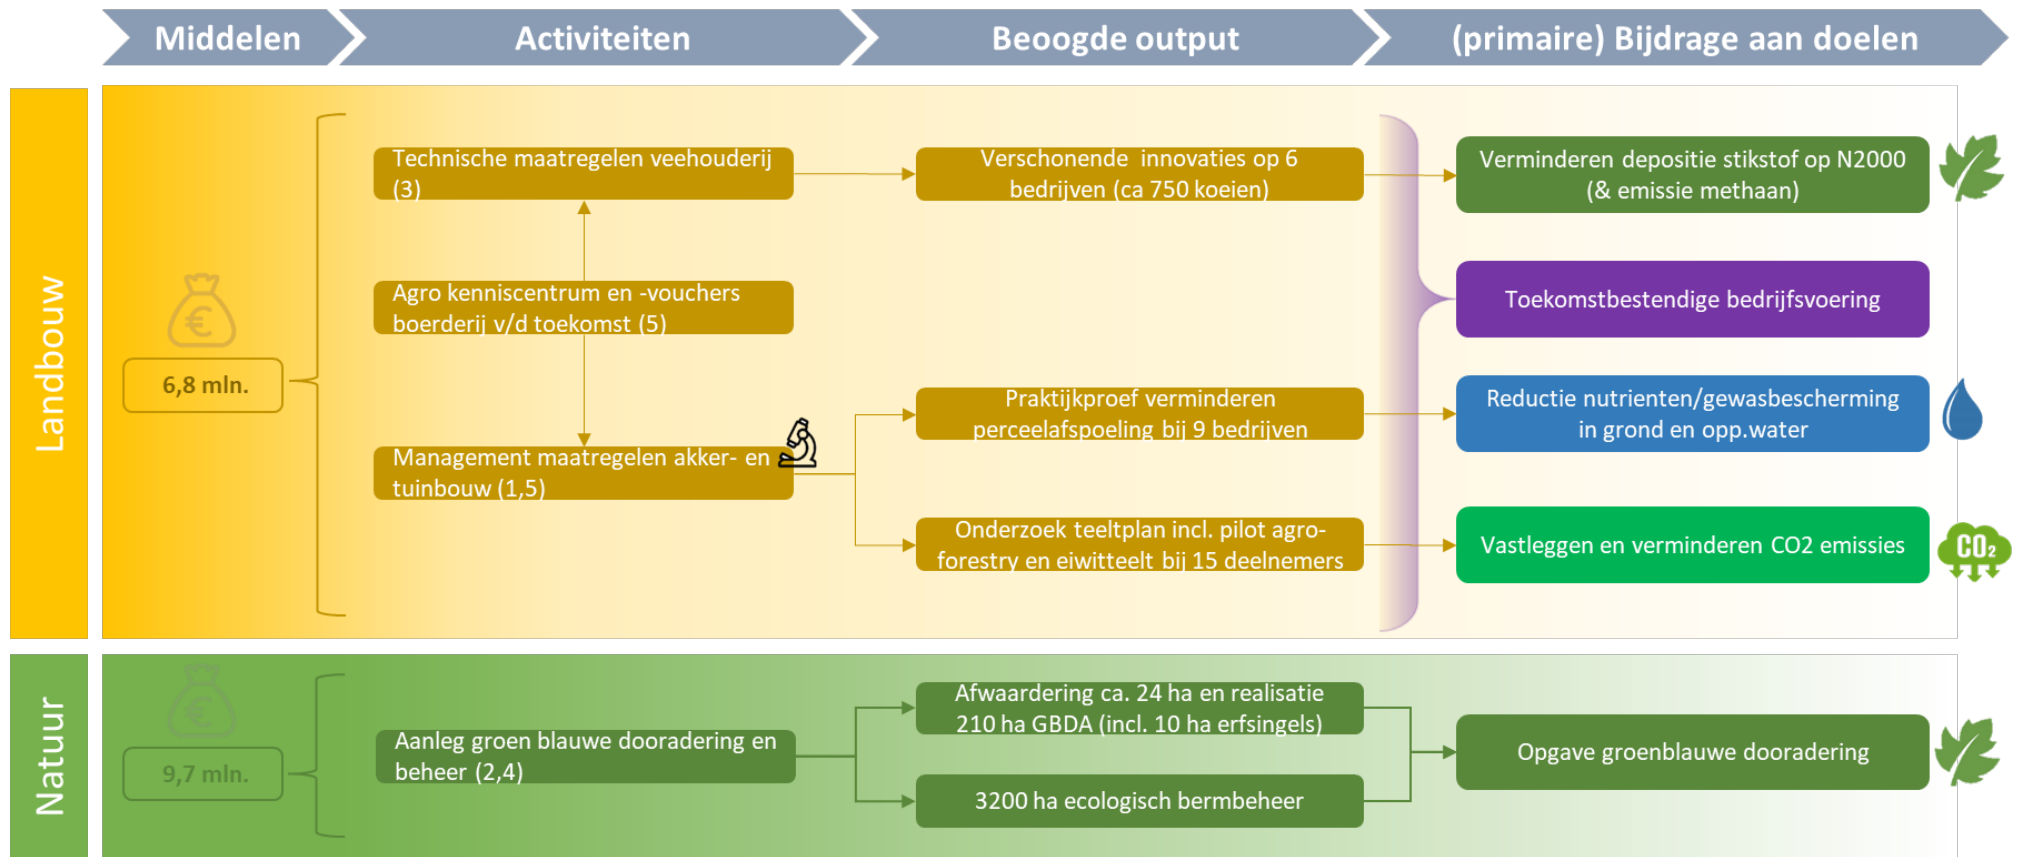 Middelen
Activiteiten
Beoogde output
(primaire) Bijdrage aan doelen
Landbouw
6,8 mln.
Technische maatregelen veehouderij
(3)
Agro kenniscentrum en -vouchers
boerderij v/d toekomst (5)
Management maatregelen akker- en
tuinbouw (1,5)
Verschonende innovaties op 6
bedrijven (ca 750 koeien)
Praktijkproef verminderen
perceelafspoeling bij 9 bedrijven
Onderzoek teeltplan incl. pilot agro-
forestry en eiwitteelt bij 15 deelnemers
Verminderen depositie stikstof op N2000
(& emissie methaan)
Toekomstbestendige bedrijfsvoering
Reductie nutrienten/gewasbescherming
in grond en opp.water
Vastleggen en verminderen CO2 emissies
CO2
Natuur
9,7 mln.
Aanleg groen blauwe dooradering en
beheer (2,4)
Afwaardering ca. 24 ha en realisatie
210 ha GBDA (incl. 10 ha erfsingels)
3200 ha ecologisch bermbeheer
Opgave groenblauwe dooradering